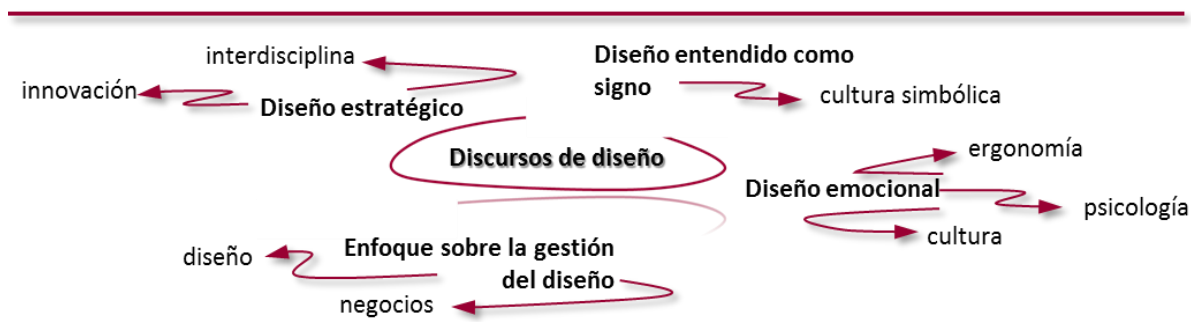 interdisciplina
innovación
Diseño estratégico
Diseño entendido como
signo
cultura simbólica
Discursos de diseño
ergonomía
Diseño emocional
psicología
cultura
Enfoque sobre la gestión
del diseño
diseño
negocios